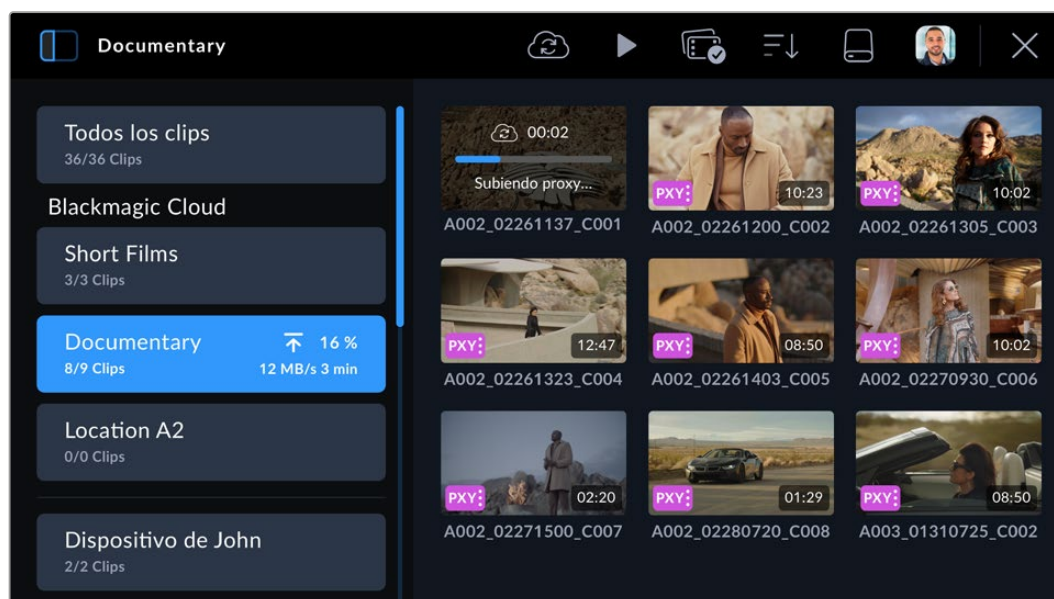 Documentary
Todos los clips
36/36 Clips
Blackmagic Cloud
Short Films
3/3 Clips
Documentary 16 %
8/9 Clips 12 MB/s 3 min
Location A2
0/0 Clips
Dispositivo de John
2/2 Clips
00:02
Subiendo proxy...
A002_02261137_C001
PXY 10:23
A002_02261200_C002
PXY 10:02
A002_02261305_C003
PXY 12:47
A002_02261323_C004
PXY 08:50
A002_02261403_C005
PXY 10:02
A002_02270930_C006
PXY 02:20
A002_02271500_C007
PXY 01:29
A002_02280720_C008
PXY 08:50
A003_01310725_C002